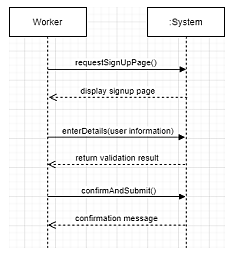 Worker
:System
requestSignUpPage()
display signup page
enterDetails(user information)
return validation result
confirmAndSubmit()
confirmation message